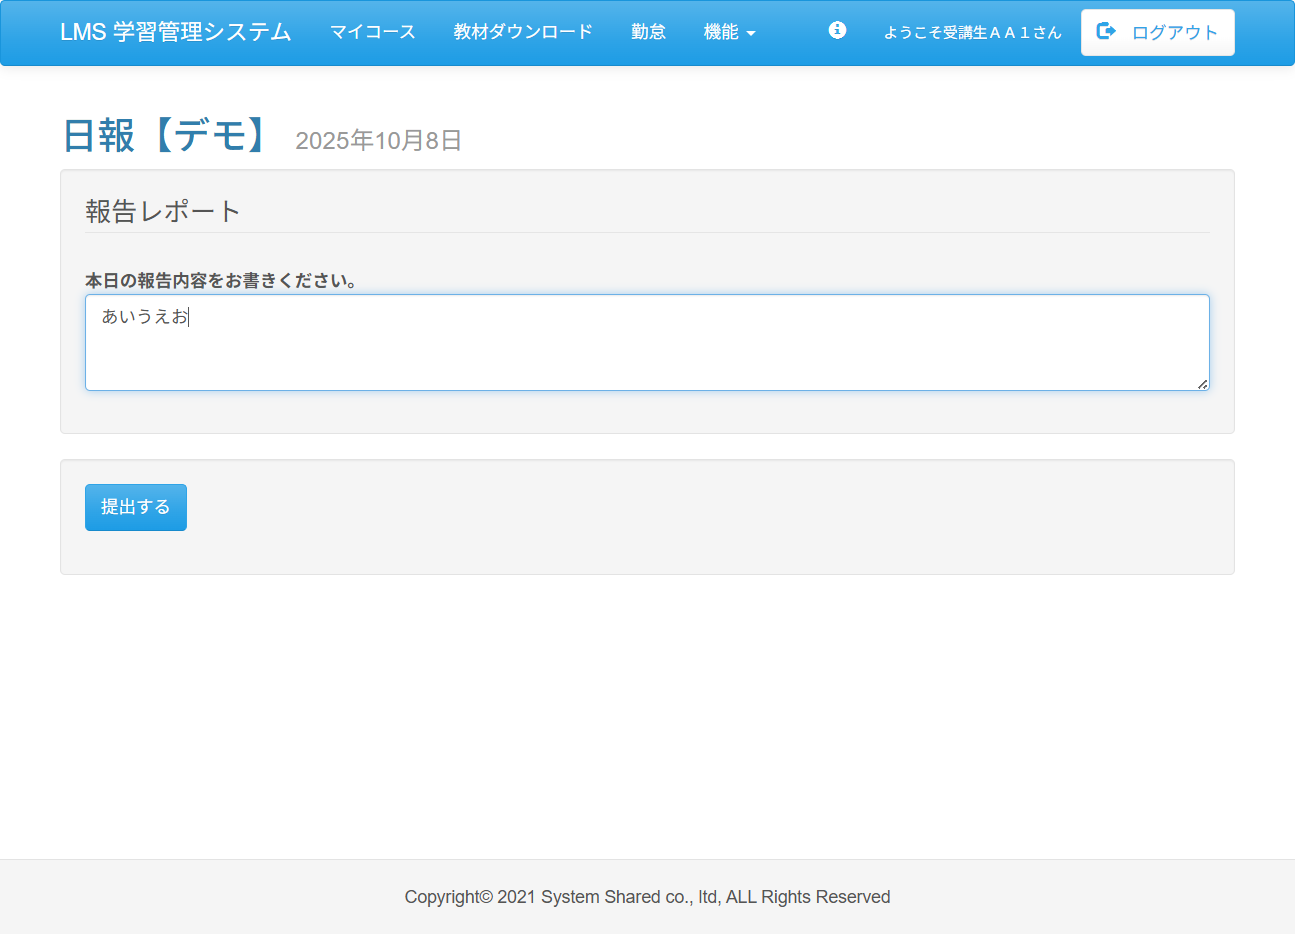 LMS 学習管理システム マイコース 教材ダウンロード 勤怠 機能 ようこそ受講生ＡＡ１さん ログアウト
日報【デモ】 2025年10月8日
報告レポート
本日の報告内容をお書きください。
あいうえお
提出する
Copyright© 2021 System Shared co., ltd, ALL Rights Reserved